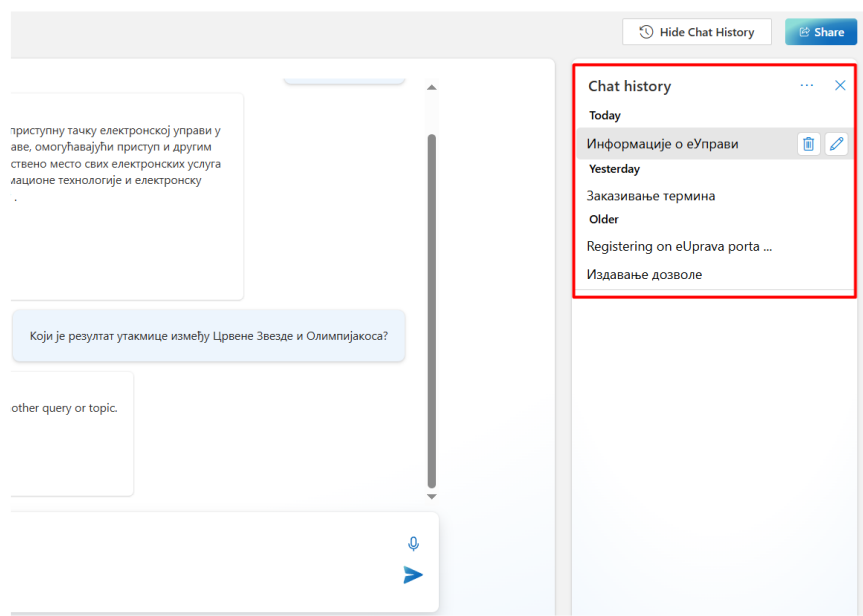 Hide Chat History
Share
Chat history
Today
Информације о еУправи
Yesterday
Заказивање термина
Older
Registering on eUprava porta ...
Издавање дозволе
приступну тачку електронској управи у
аве, омогућавајући приступ и другим
ствено место свих електронских услуга
мационе технологије и електронску
.
Који је резултат утакмице између Црвене Звезде и Олимпијакоса?
other query or topic.